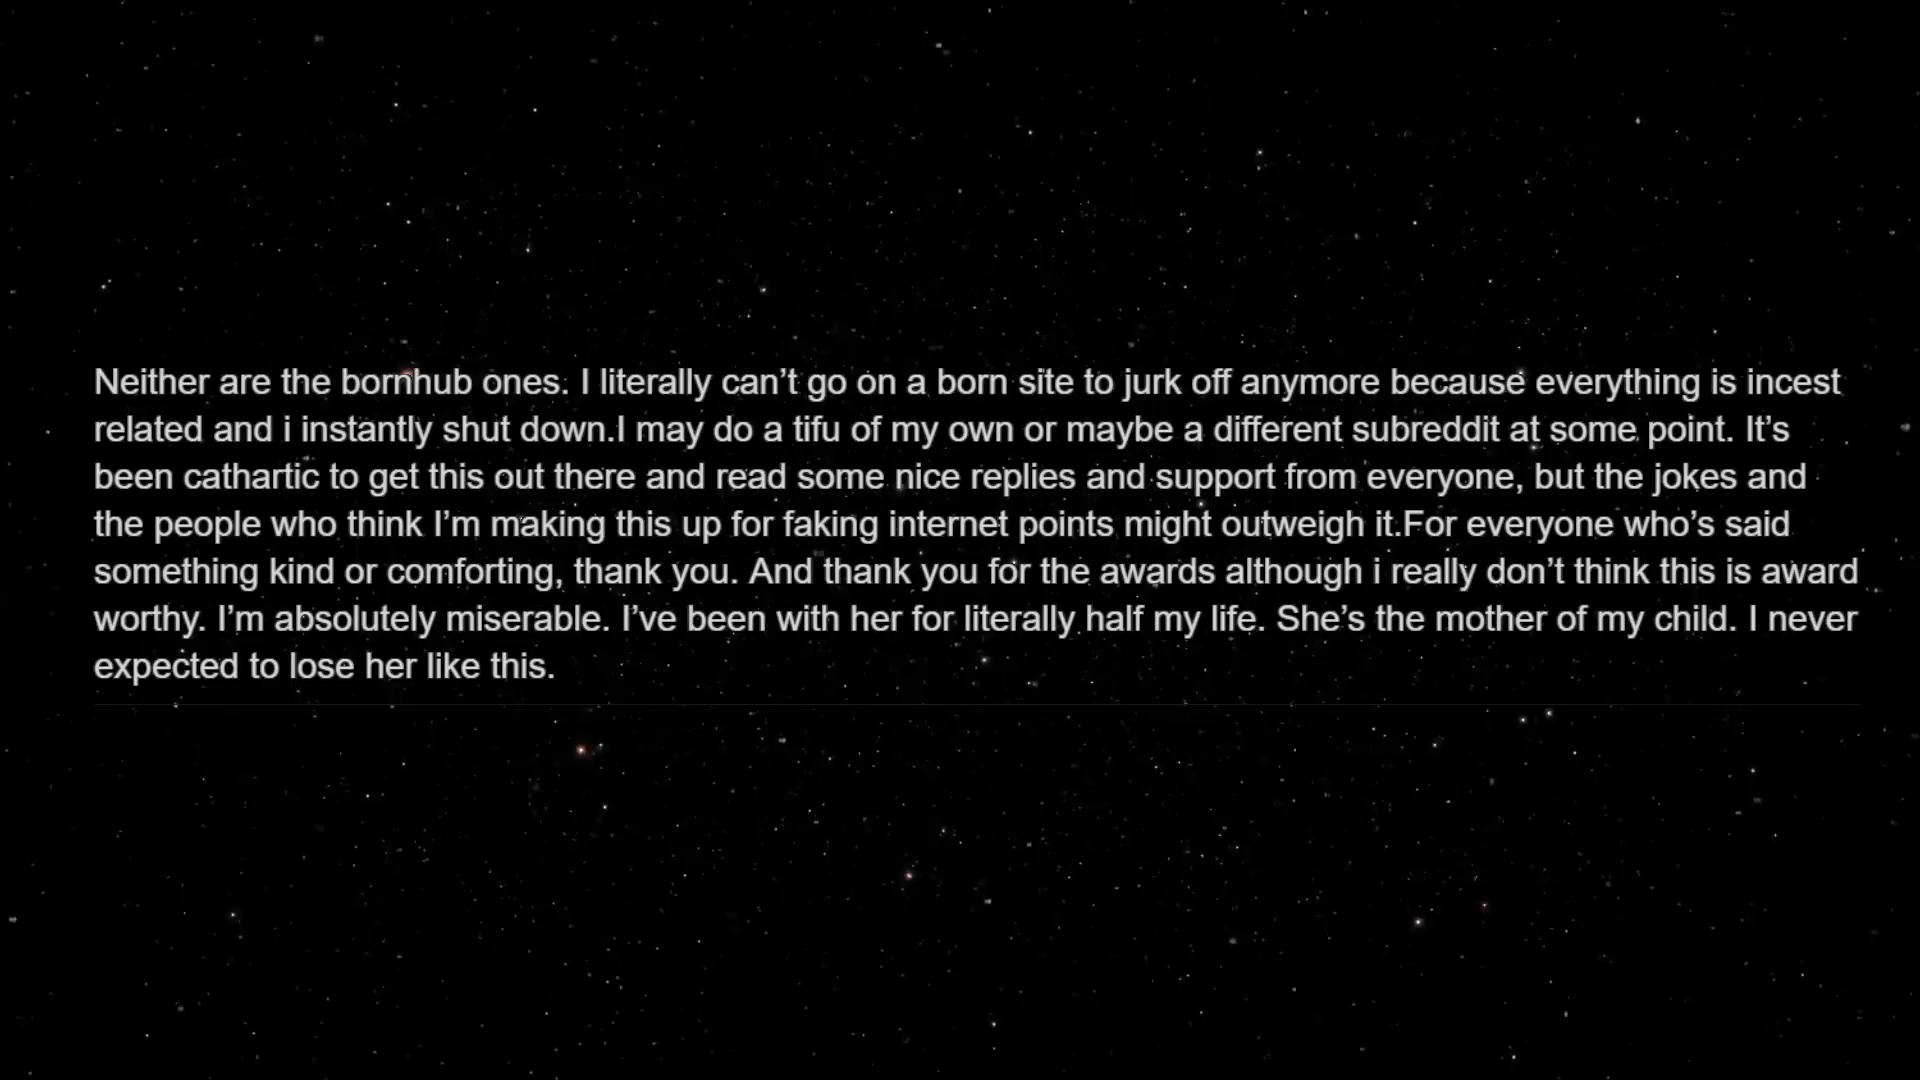 Neither are the bornhub ones. I literally can’t go on a born site to jurk off anymore because everything is incest
related and i instantly shut down.I may do a tifu of my own or maybe a different subreddit at some point. It’s
been cathartic to get this out there and read some nice replies and support from everyone, but the jokes and
the people who think I’m making this up for faking internet points might outweigh it.For everyone who’s said
something kind or comforting, thank you. And thank you for the awards although i really don’t think this is award
worthy. I’m absolutely miserable. I’ve been with her for literally half my life. She’s the mother of my child. I never
expected to lose her like this.